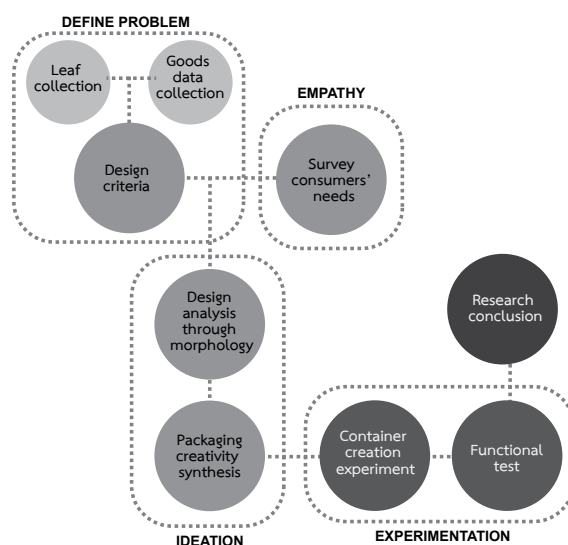 DEFINE PROBLEM
Leaf
collection
Goods
data
collection
Design
criteria
EMPATHY
Survey
consumers'
needs
Design
analysis
through
morphology
Research
conclusion
Packaging
creativity
synthesis
Container
creation
experiment
Functional
test
IDEATION
EXPERIMENTATION